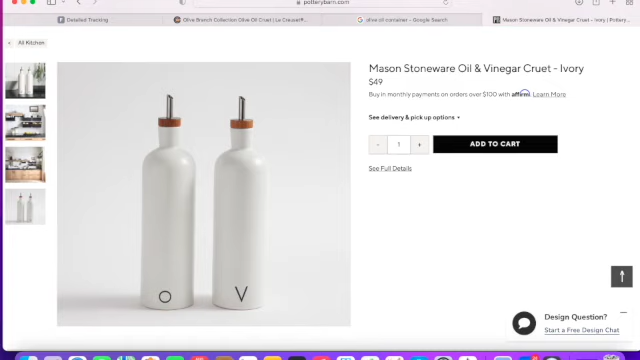 potterybarn.com
Detailed Tracking
Olive Branch Collection Olive Oil Cruet | Le Creuset®...
olive oil container - Google Search
Mason Stoneware Oil & Vinegar Cruet - Ivory | Pottery...
All Kitchen
Mason Stoneware Oil & Vinegar Cruet - Ivory
$49
Buy in monthly payments on orders over $100 with affirm. Learn More
See delivery & pick up options
- 1 +
ADD TO CART
See Full Details
O V
Design Question?
Start a Free Design Chat